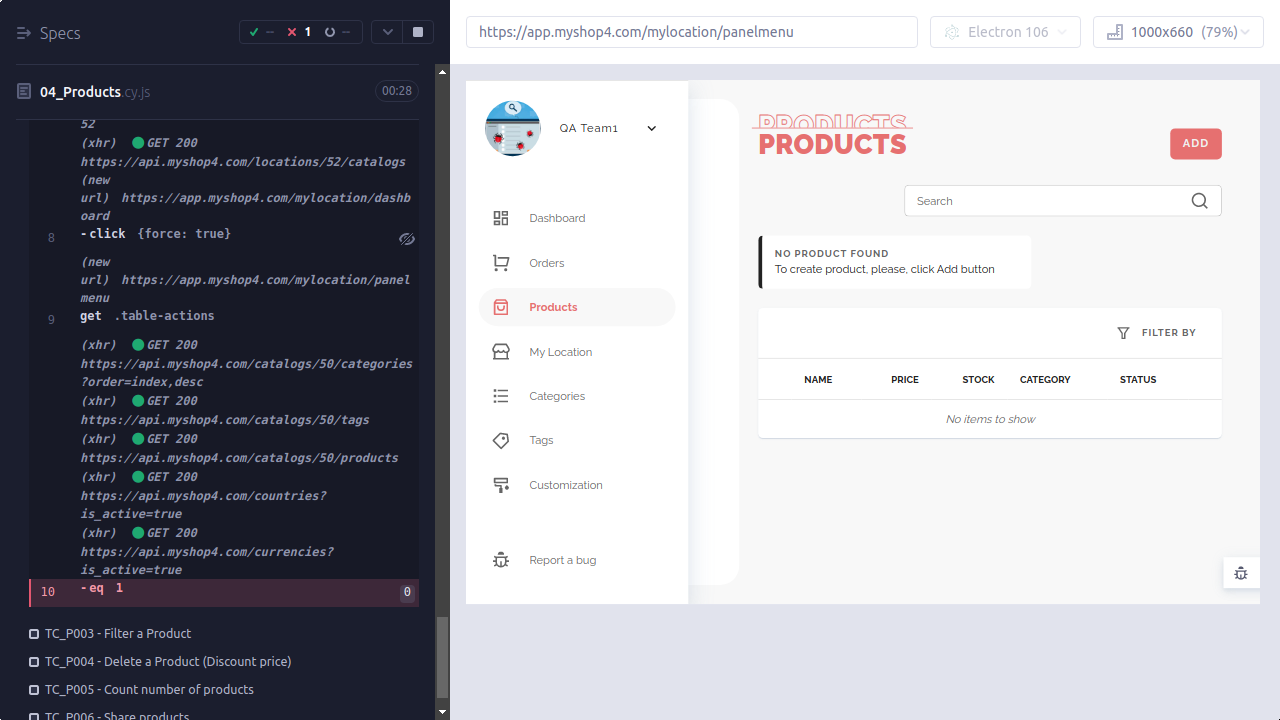 Specs
--
1
--
04_Products.cy.js
00:28
52
(xhr) GET 200
https://api.myshop4.com/locations/52/catalogs
(new
url) https://app.myshop4.com/mylocation/dashb
oard
8 -click {force: true}
(new
url) https://app.myshop4.com/mylocation/panel
menu
9 get .table-actions
(xhr) GET 200
https://api.myshop4.com/catalogs/50/categories
?order=index,desc
(xhr) GET 200
https://api.myshop4.com/catalogs/50/tags
(xhr) GET 200
https://api.myshop4.com/catalogs/50/products
(xhr) GET 200
https://api.myshop4.com/countries?
is_active=true
(xhr) GET 200
https://api.myshop4.com/currencies?
is_active=true
10 -eq 1 0
TC_P003 - Filter a Product
TC_P004 - Delete a Product (Discount price)
TC_P005 - Count number of products
TC_P006 - Share products
https://app.myshop4.com/mylocation/panelmenu
Electron 106
1000x660 (79%)
QA Team1
Dashboard
Orders
Products
My Location
Categories
Tags
Customization
Report a bug
PRODUCTS
PRODUCTS
ADD
Search
NO PRODUCT FOUND
To create product, please, click Add button
FILTER BY
NAME PRICE STOCK CATEGORY STATUS
No items to show